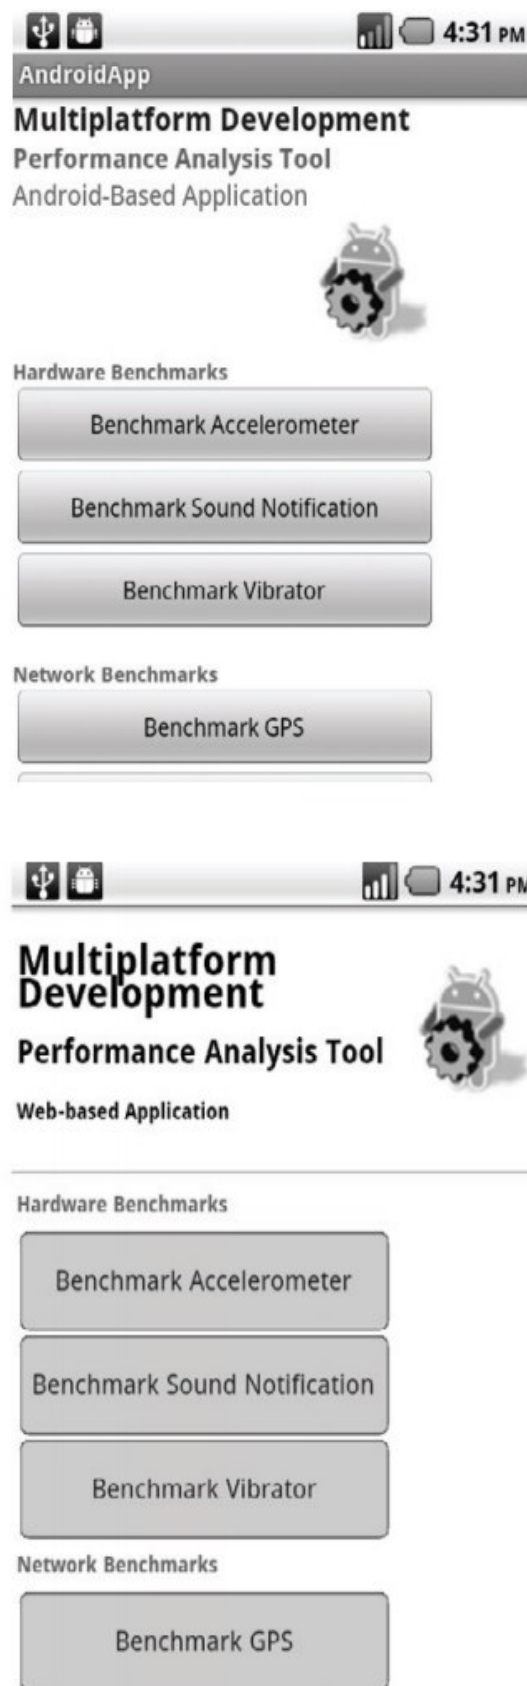 4:31 PM
AndroidApp
Multiplatform Development
Performance Analysis Tool
Android-Based Application
Hardware Benchmarks
Benchmark Accelerometer
Benchmark Sound Notification
Benchmark Vibrator
Network Benchmarks
Benchmark GPS
4:31 PM
Multiplatform
Development
Performance Analysis Tool
Web-based Application
Hardware Benchmarks
Benchmark Accelerometer
Benchmark Sound Notification
Benchmark Vibrator
Network Benchmarks
Benchmark GPS